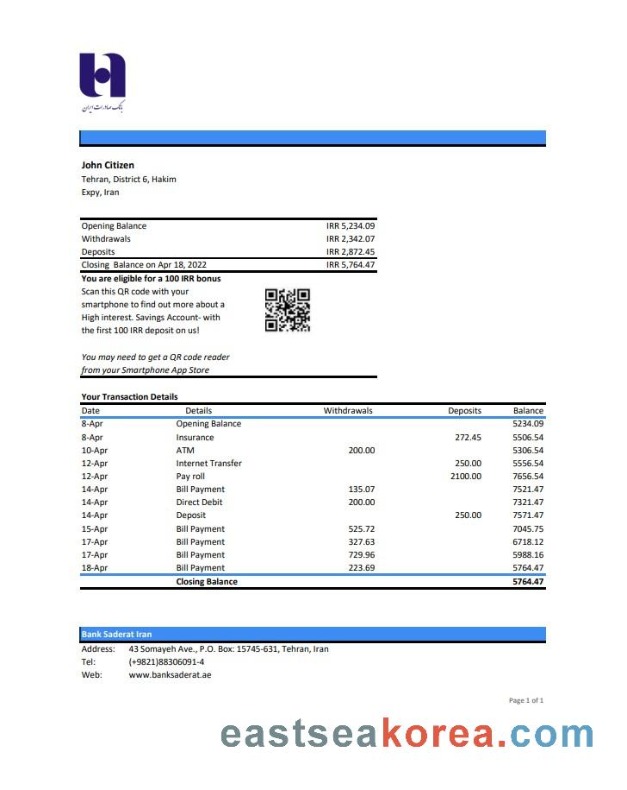 بانک صادرات ایران
John Citizen
Tehran, District 6, Hakim
Expy, Iran
Opening Balance IRR 5,234.09
Withdrawals IRR 2,342.07
Deposits IRR 2,872.45
Closing Balance on Apr 18, 2022 IRR 5,764.47
You are eligible for a 100 IRR bonus
Scan this QR code with your
smartphone to find out more about a
High interest. Savings Account- with
the first 100 IRR deposit on us!
You may need to get a QR code reader
from your Smartphone App Store
Your Transaction Details
Date Details Withdrawals Deposits Balance
8-Apr Opening Balance 5234.09
8-Apr Insurance 272.45 5506.54
10-Apr ATM 200.00 5306.54
12-Apr Internet Transfer 250.00 5556.54
12-Apr Pay roll 2100.00 7656.54
14-Apr Bill Payment 135.07 7521.47
14-Apr Direct Debit 200.00 7321.47
14-Apr Deposit 250.00 7571.47
15-Apr Bill Payment 525.72 7045.75
17-Apr Bill Payment 327.63 6718.12
17-Apr Bill Payment 729.96 5988.16
18-Apr Bill Payment 223.69 5764.47
Closing Balance 5764.47
Bank Saderat Iran
Address: 43 Somayeh Ave., P.O. Box: 15745-631, Tehran, Iran
Tel: (+9821)88306091-4
Web: www.banksaderat.ae
Page 1 of 1
eastseakorea.com